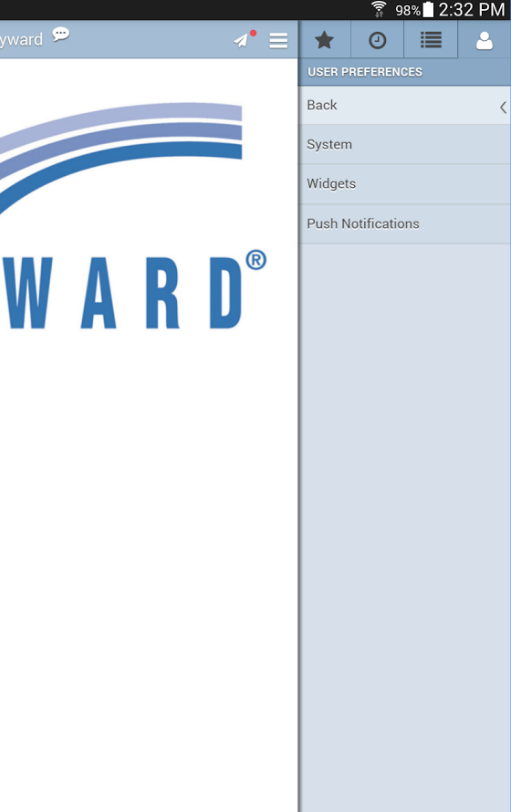 98% 2:32 PM
yward
USER PREFERENCES
Back
System
Widgets
Push Notifications
WARD®